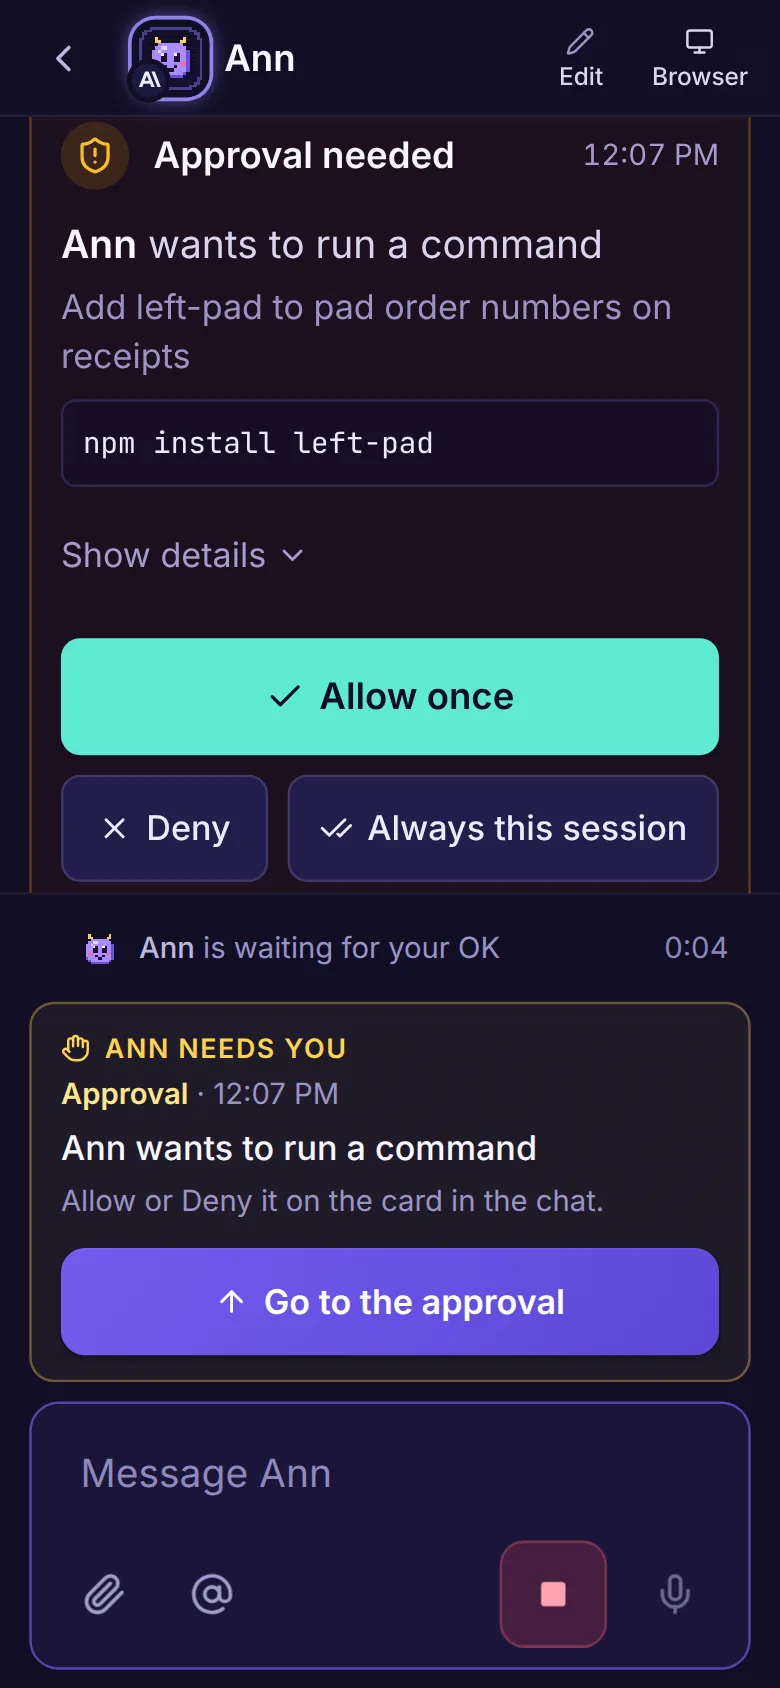 Ann
Edit
Browser
Approval needed
12:07 PM
Ann wants to run a command
Add left-pad to pad order numbers on
receipts
npm install left-pad
Show details
Allow once
Deny
Always this session
Ann is waiting for your OK
0:04
ANN NEEDS YOU
Approval · 12:07 PM
Ann wants to run a command
Allow or Deny it on the card in the chat.
Go to the approval
Message Ann